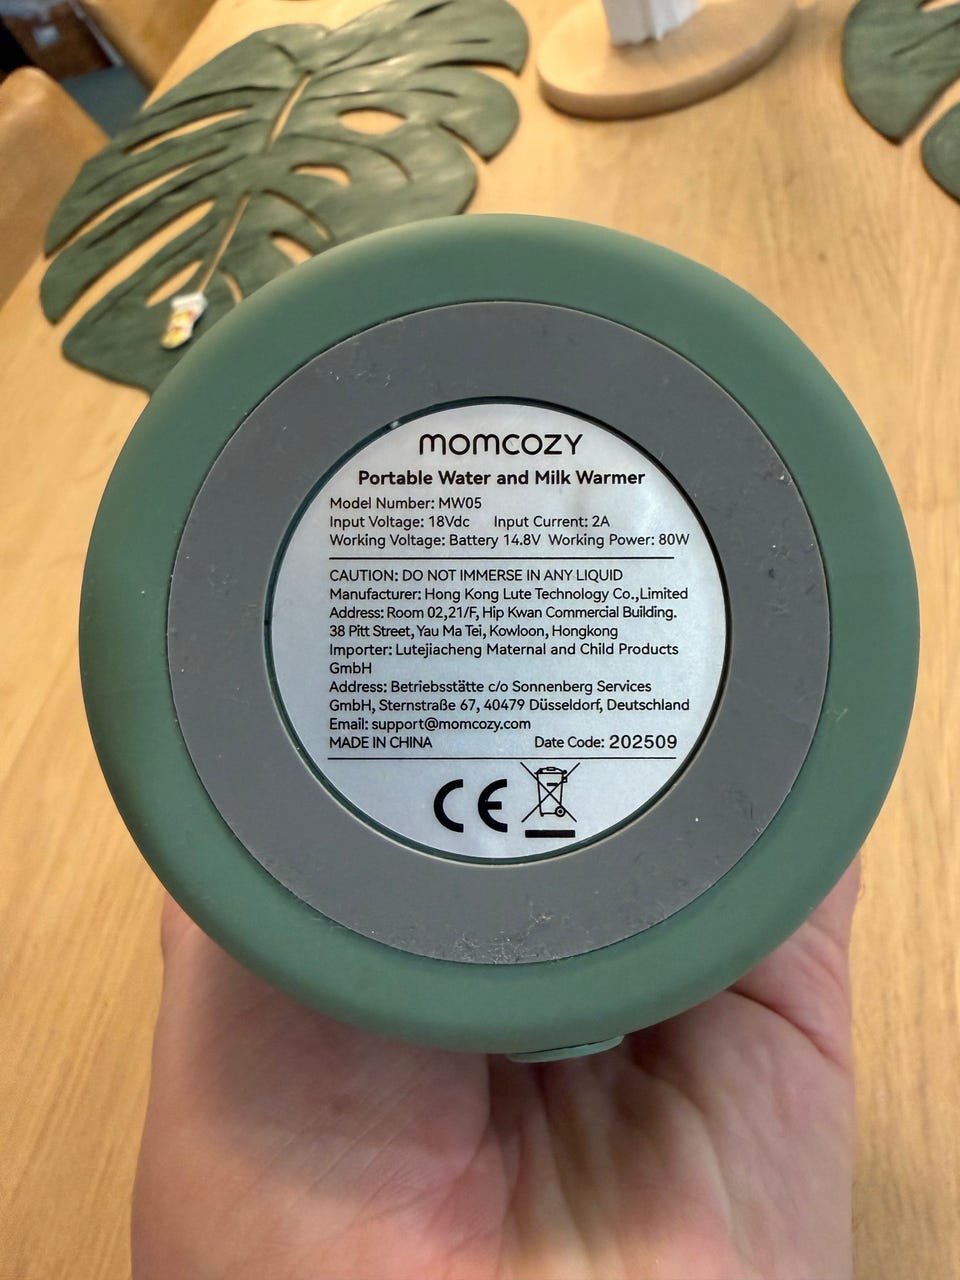 momcozy
Portable Water and Milk Warmer
Model Number: MW05
Input Voltage: 18Vdc Input Current: 2A
Working Voltage: Battery 14.8V Working Power: 80W
CAUTION: DO NOT IMMERSE IN ANY LIQUID
Manufacturer: Hong Kong Lute Technology Co.,Limited
Address: Room 02,21/F, Hip Kwan Commercial Building.
38 Pitt Street, Yau Ma Tei, Kowloon, Hongkong
Importer: Lutejiacheng Maternal and Child Products
GmbH
Address: Betriebsstätte c/o Sonnenberg Services
GmbH, Sternstraße 67, 40479 Düsseldorf, Deutschland
Email: support@momcozy.com
MADE IN CHINA Date Code: 202509
CE